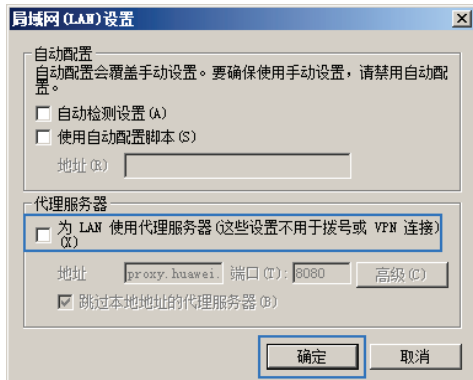 局域网(LAN)设置
自动配置
自动配置会覆盖手动设置。要确保使用手动设置，请禁用自动配
置。
自动检测设置(A)
使用自动配置脚本(S)
地址(R)
代理服务器
为 LAN 使用代理服务器(这些设置不用于拨号或 VPN 连接)
(X)
地址 proxy.huawei. 端口(T): 8080 高级(C)
跳过本地地址的代理服务器(B)
确定 取消